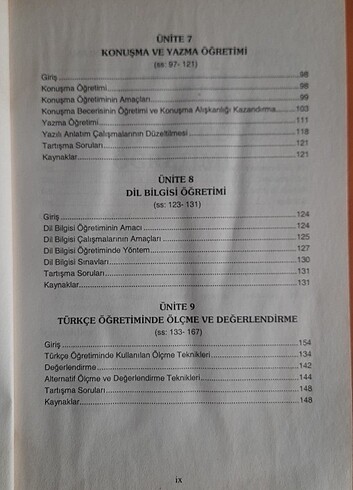 ÜNİTE 7
KONUŞMA VE YAZMA ÖĞRETİMİ
(ss: 97- 121)
Giriş 98
Konuşma Öğretimi 98
Konuşma Öğretiminin Amaçları 99
Konuşma Becerisinin Öğretimi ve Konuşma Alışkanlığı Kazandırma 103
Yazma Öğretimi 111
Yazılı Anlatım Çalışmalarının Düzeltilmesi 118
Tartışma Soruları 121
Kaynaklar 121
ÜNİTE 8
DİL BİLGİSİ ÖĞRETİMİ
(ss: 123- 131)
Giriş 124
Dil Bilgisi Öğretiminin Amacı 124
Dil Bilgisi Çalışmalarının Amaçları 125
Dil Bilgisi Öğretiminde Yöntem 127
Dil Bilgisi Sınavları 130
Tartışma Soruları 131
Kaynaklar 131
ÜNİTE 9
TÜRKÇE ÖĞRETİMİNDE ÖLÇME VE DEĞERLENDİRME
(ss: 133- 167)
Giriş 154
Türkçe Öğretiminde Kullanılan Ölçme Teknikleri 134
Değerlendirme 142
Alternatif Ölçme ve Değerlendirme Teknikleri 144
Tartışma Soruları 148
Kaynaklar 148
ix